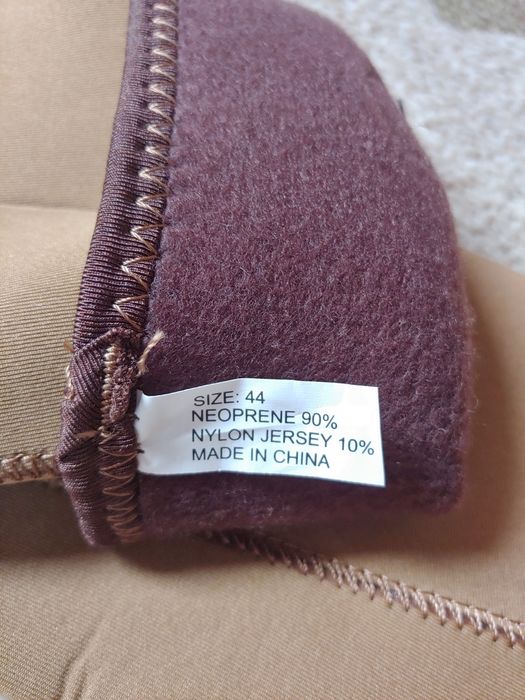 SIZE: 44
NEOPRENE 90%
NYLON JERSEY 10%
MADE IN CHINA